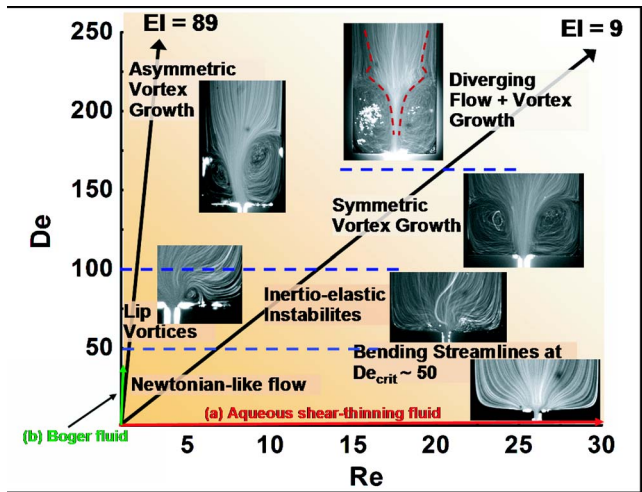 El = 89
El = 9
250
Asymmetric
Vortex
Growth
Diverging
Flow + Vortex
Growth
200
150
Symmetric
Vortex Growth
De
100
Inertio-elastic
Instabilites
Lip
Vortices
50
Bending Streamlines at
Decrit ~ 50
Newtonian-like flow
(a) Aqueous shear-thinning fluid
(b) Boger fluid
5
10
15
20
25
30
Re